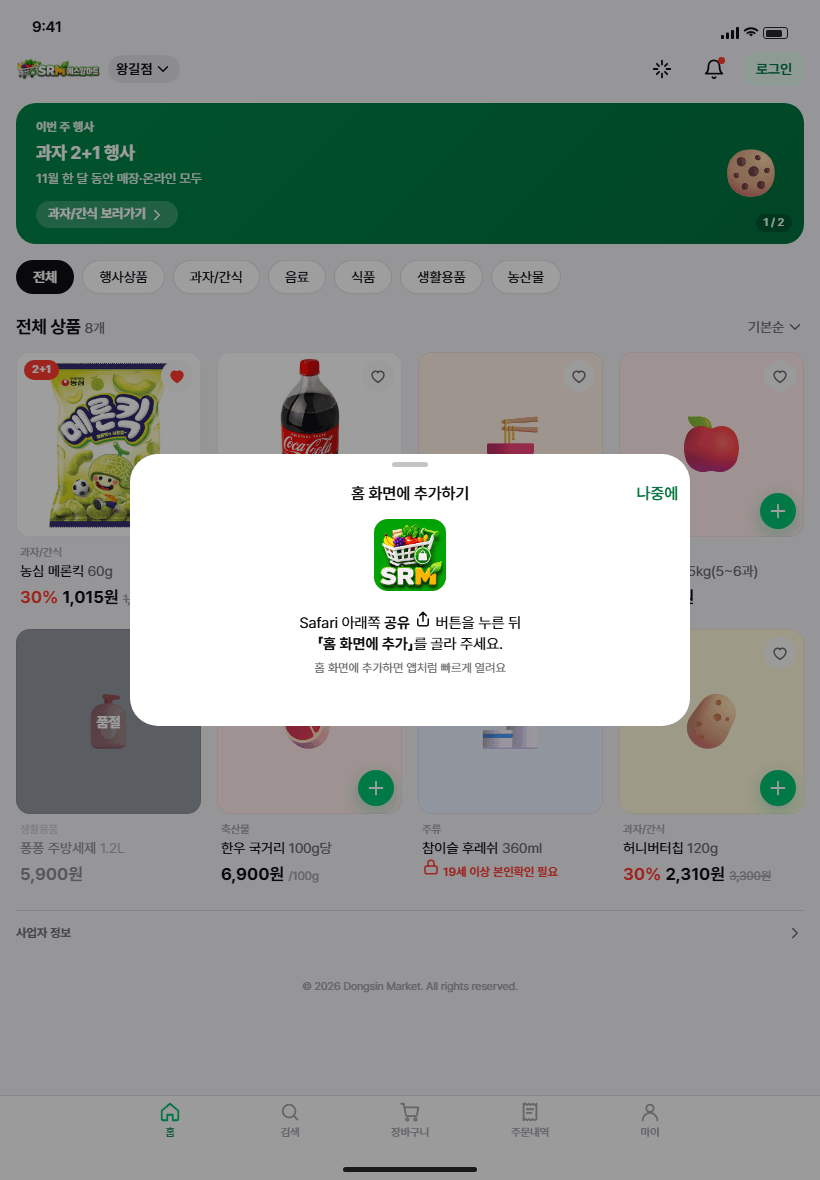 9:41
SRM 에스알마트
왕길점
로그인
이번 주 행사
과자 2+1 행사
11월 한 달 동안 매장·온라인 모두
과자/간식 보러가기
1 / 2
전체
행사상품
과자/간식
음료
식품
생활용품
농산물
전체 상품 8개
기본순
2+1
농심
메론킥
Coca-Cola
홈 화면에 추가하기
나중에
SRM
Safari 아래쪽 공유 버튼을 누른 뒤
「홈 화면에 추가」를 골라 주세요.
홈 화면에 추가하면 앱처럼 빠르게 열려요
과자/간식
농심 메론킥 60g
30% 1,015원
5kg(5~6과)
원
품절
생활용품
퐁퐁 주방세제 1.2L
5,900원
축산물
한우 국거리 100g당
6,900원 /100g
주류
참이슬 후레쉬 360ml
19세 이상 본인확인 필요
과자/간식
허니버터칩 120g
30% 2,310원 3,300원
사업자 정보
© 2026 Dongsin Market. All rights reserved.
홈
검색
장바구니
주문내역
마이